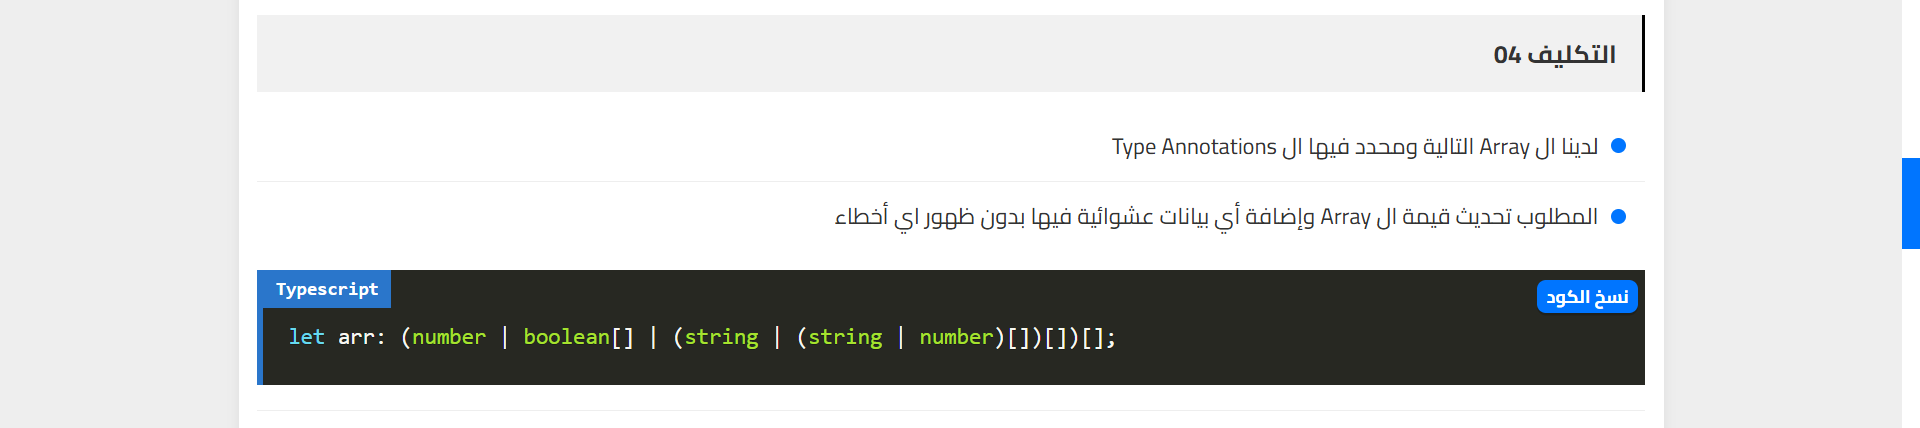 التكليف 04
لدينا ال Array التالية ومحدد فيها ال Type Annotations
المطلوب تحديث قيمة ال Array وإضافة أي بيانات عشوائية فيها بدون ظهور اي أخطاء
Typescript
نسخ الكود
let arr: (number | boolean[] | (string | (string | number)[])[])[];